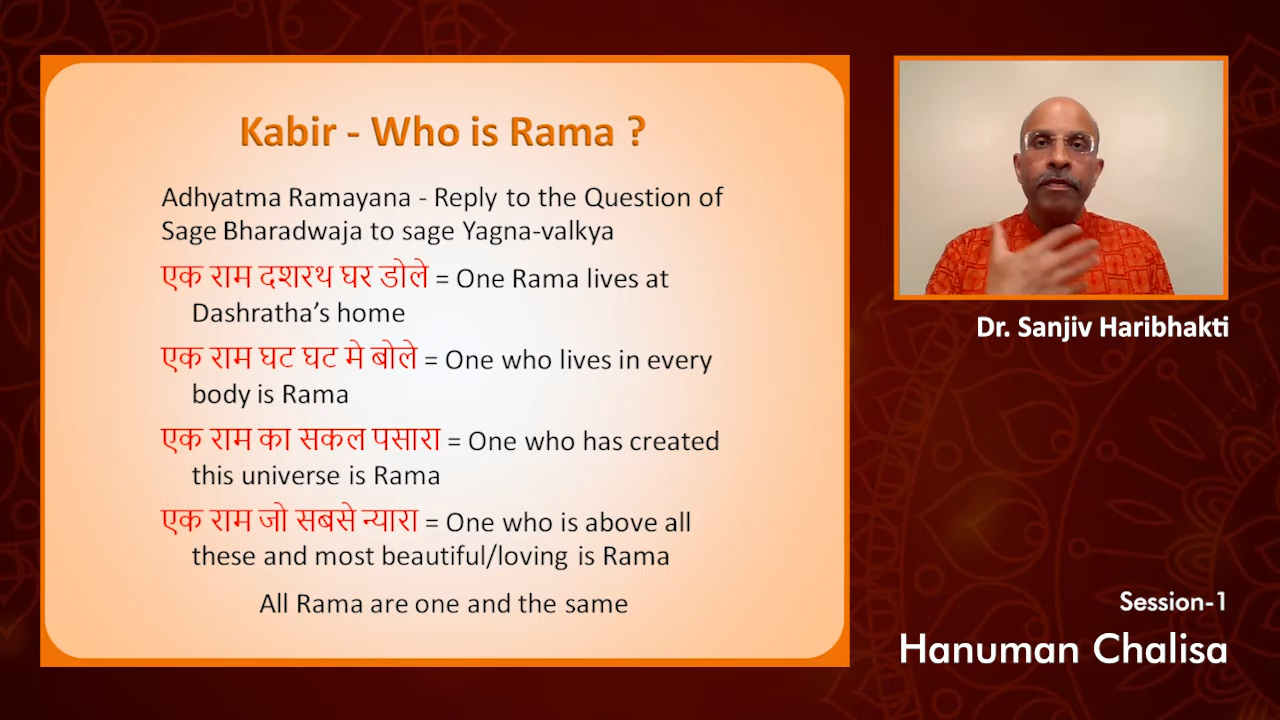 Kabir - Who is Rama ?
Adhyatma Ramayana - Reply to the Question of
Sage Bharadwaja to sage Yagna-valkya
एक राम दशरथ घर डोले = One Rama lives at
Dashratha’s home
एक राम घट घट मे बोले = One who lives in every
body is Rama
एक राम का सकल पसारा = One who has created
this universe is Rama
एक राम जो सबसे न्यारा = One who is above all
these and most beautiful/loving is Rama
All Rama are one and the same
Dr. Sanjiv Haribhakti
Session-1
Hanuman Chalisa